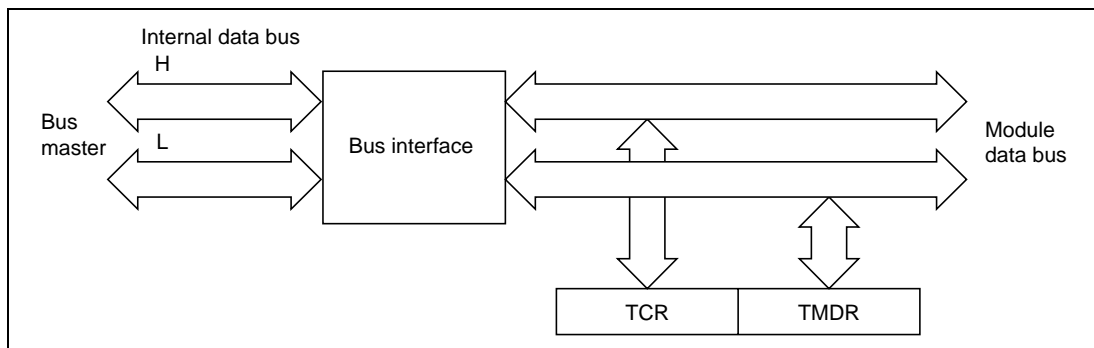 Internal data bus
H
Bus
master
L
Bus interface
Module
data bus
TCR
TMDR